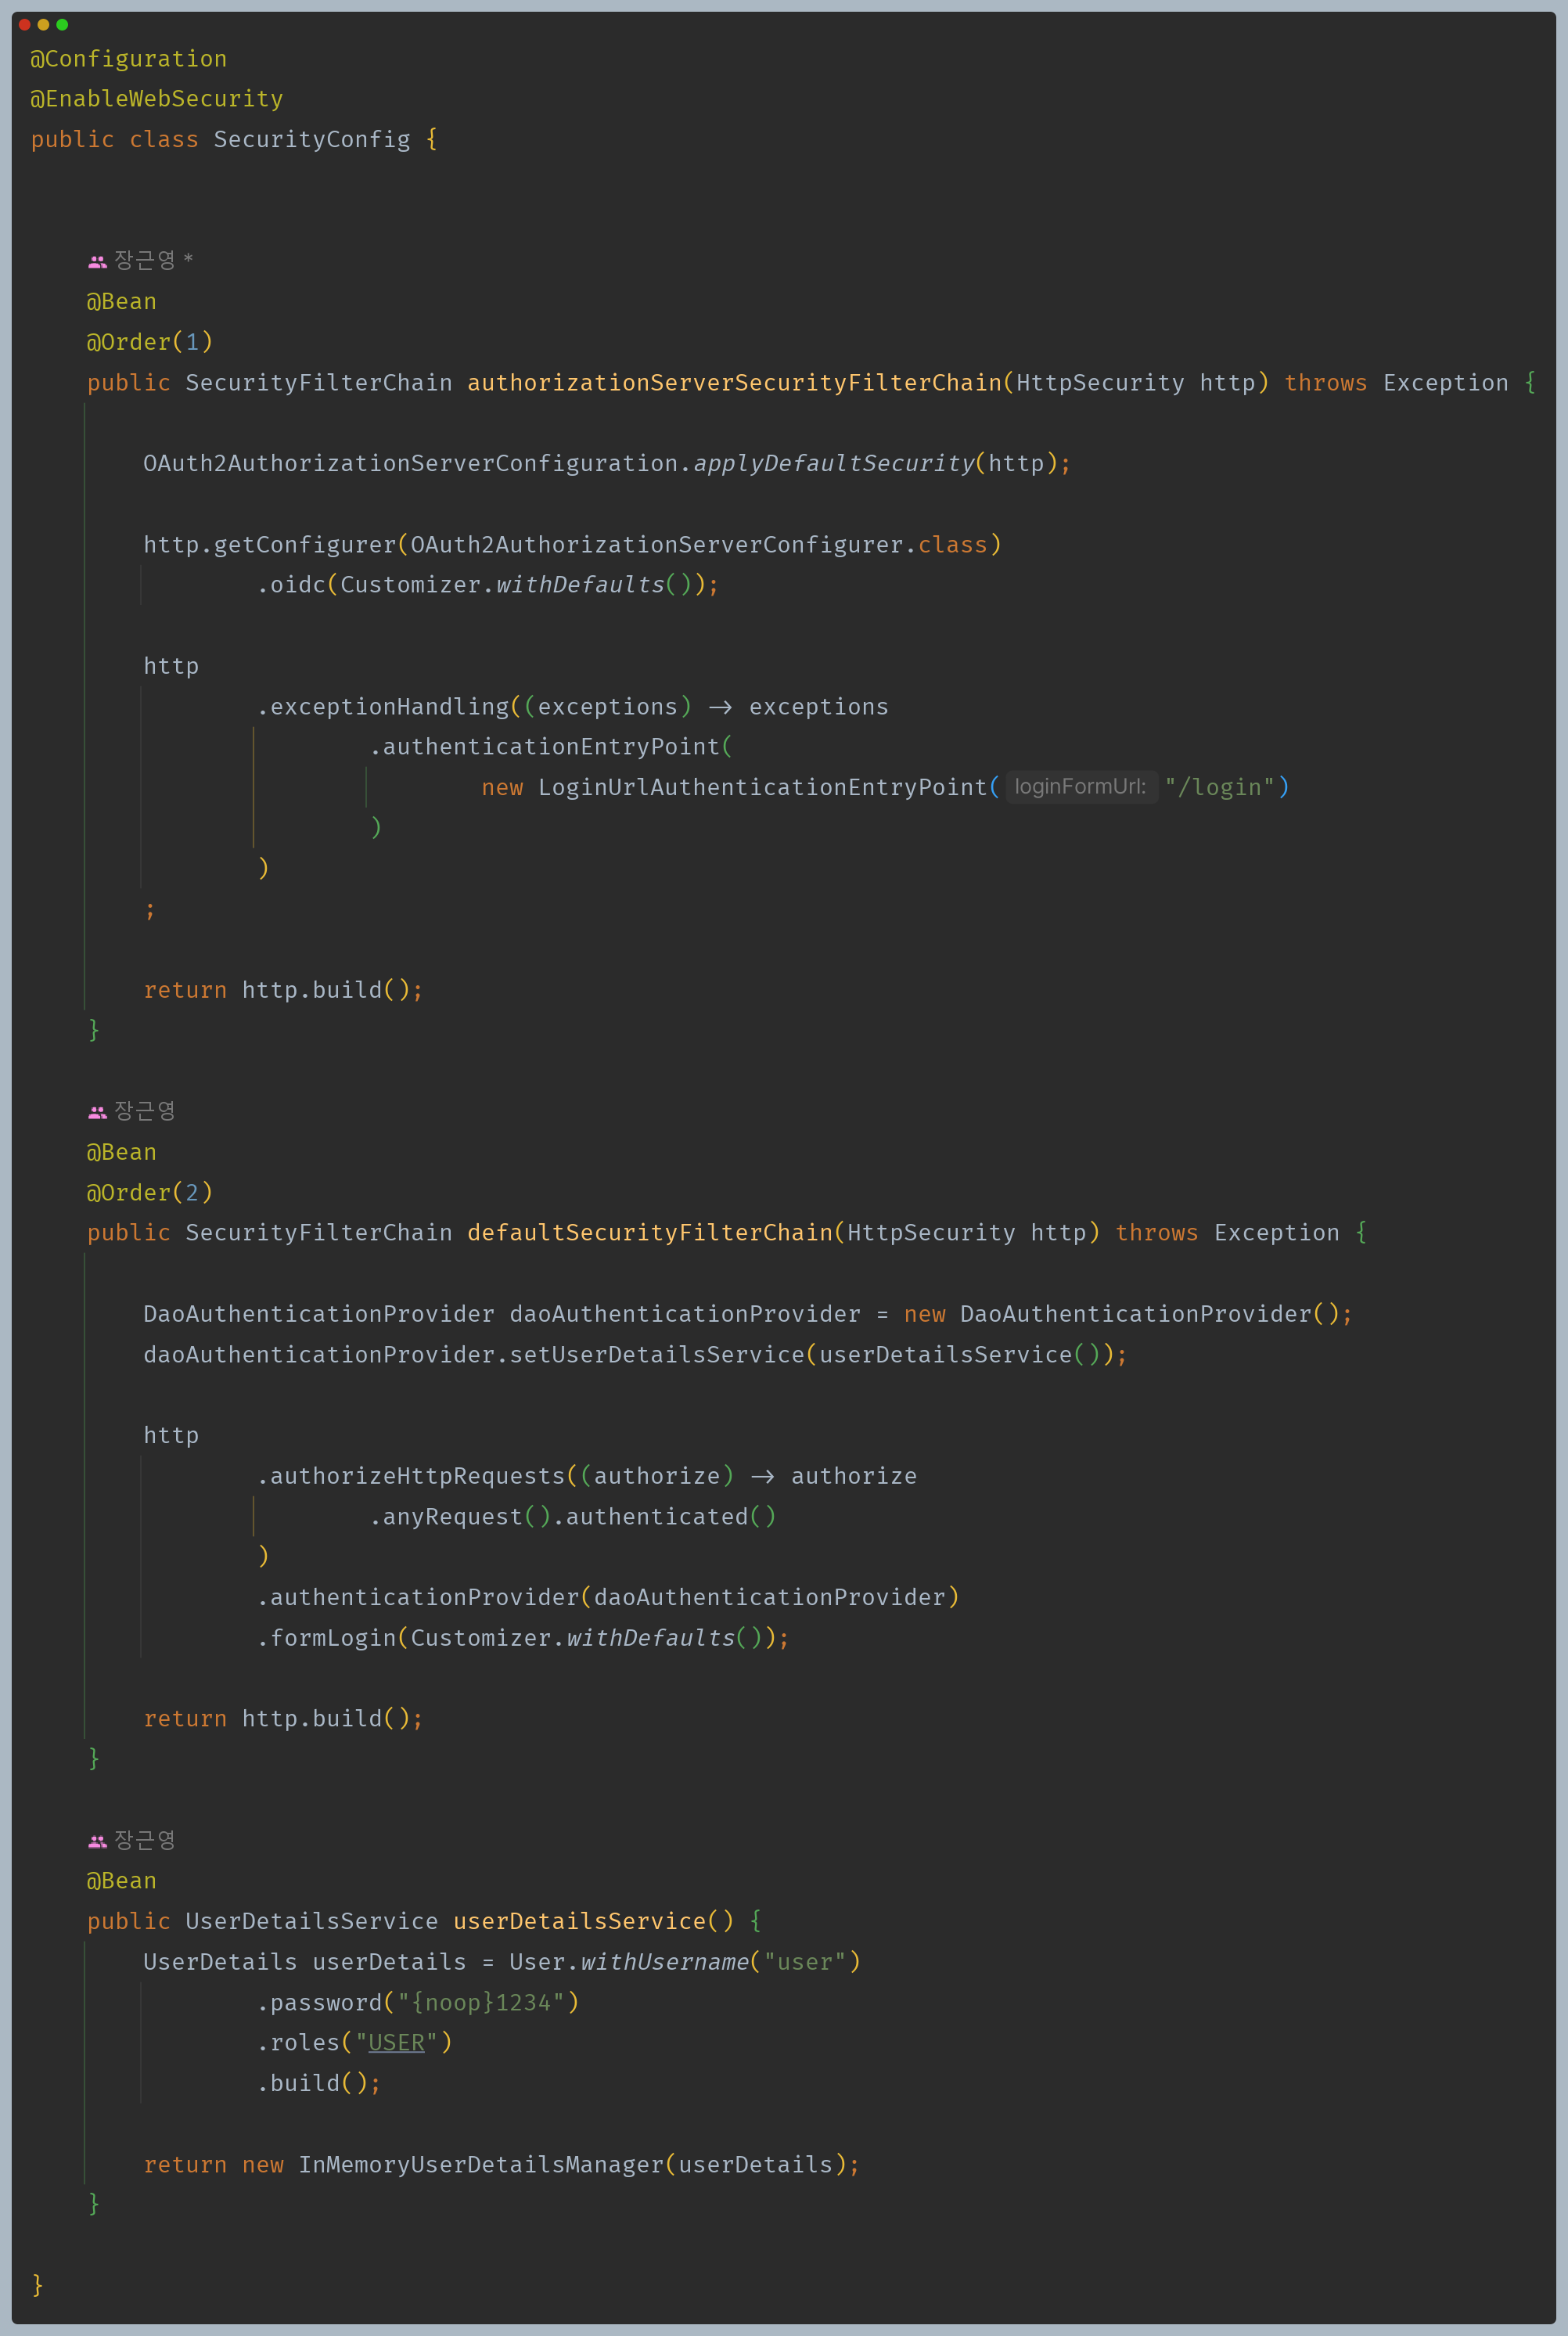 @Configuration
@EnableWebSecurity
public class SecurityConfig {
장근영 *
@Bean
@Order(1)
public SecurityFilterChain authorizationServerSecurityFilterChain(HttpSecurity http) throws Exception {
OAuth2AuthorizationServerConfiguration.applyDefaultSecurity(http);
http.getConfigurer(OAuth2AuthorizationServerConfigurer.class)
.oidc(Customizer.withDefaults());
http
.exceptionHandling((exceptions) -> exceptions
.authenticationEntryPoint(
new LoginUrlAuthenticationEntryPoint( loginFormUrl: "/login")
)
)
;
return http.build();
}
장근영
@Bean
@Order(2)
public SecurityFilterChain defaultSecurityFilterChain(HttpSecurity http) throws Exception {
DaoAuthenticationProvider daoAuthenticationProvider = new DaoAuthenticationProvider();
daoAuthenticationProvider.setUserDetailsService(userDetailsService());
http
.authorizeHttpRequests((authorize) -> authorize
.anyRequest().authenticated()
)
.authenticationProvider(daoAuthenticationProvider)
.formLogin(Customizer.withDefaults());
return http.build();
}
장근영
@Bean
public UserDetailsService userDetailsService() {
UserDetails userDetails = User.withUsername("user")
.password("{noop}1234")
.roles("USER")
.build();
return new InMemoryUserDetailsManager(userDetails);
}
}